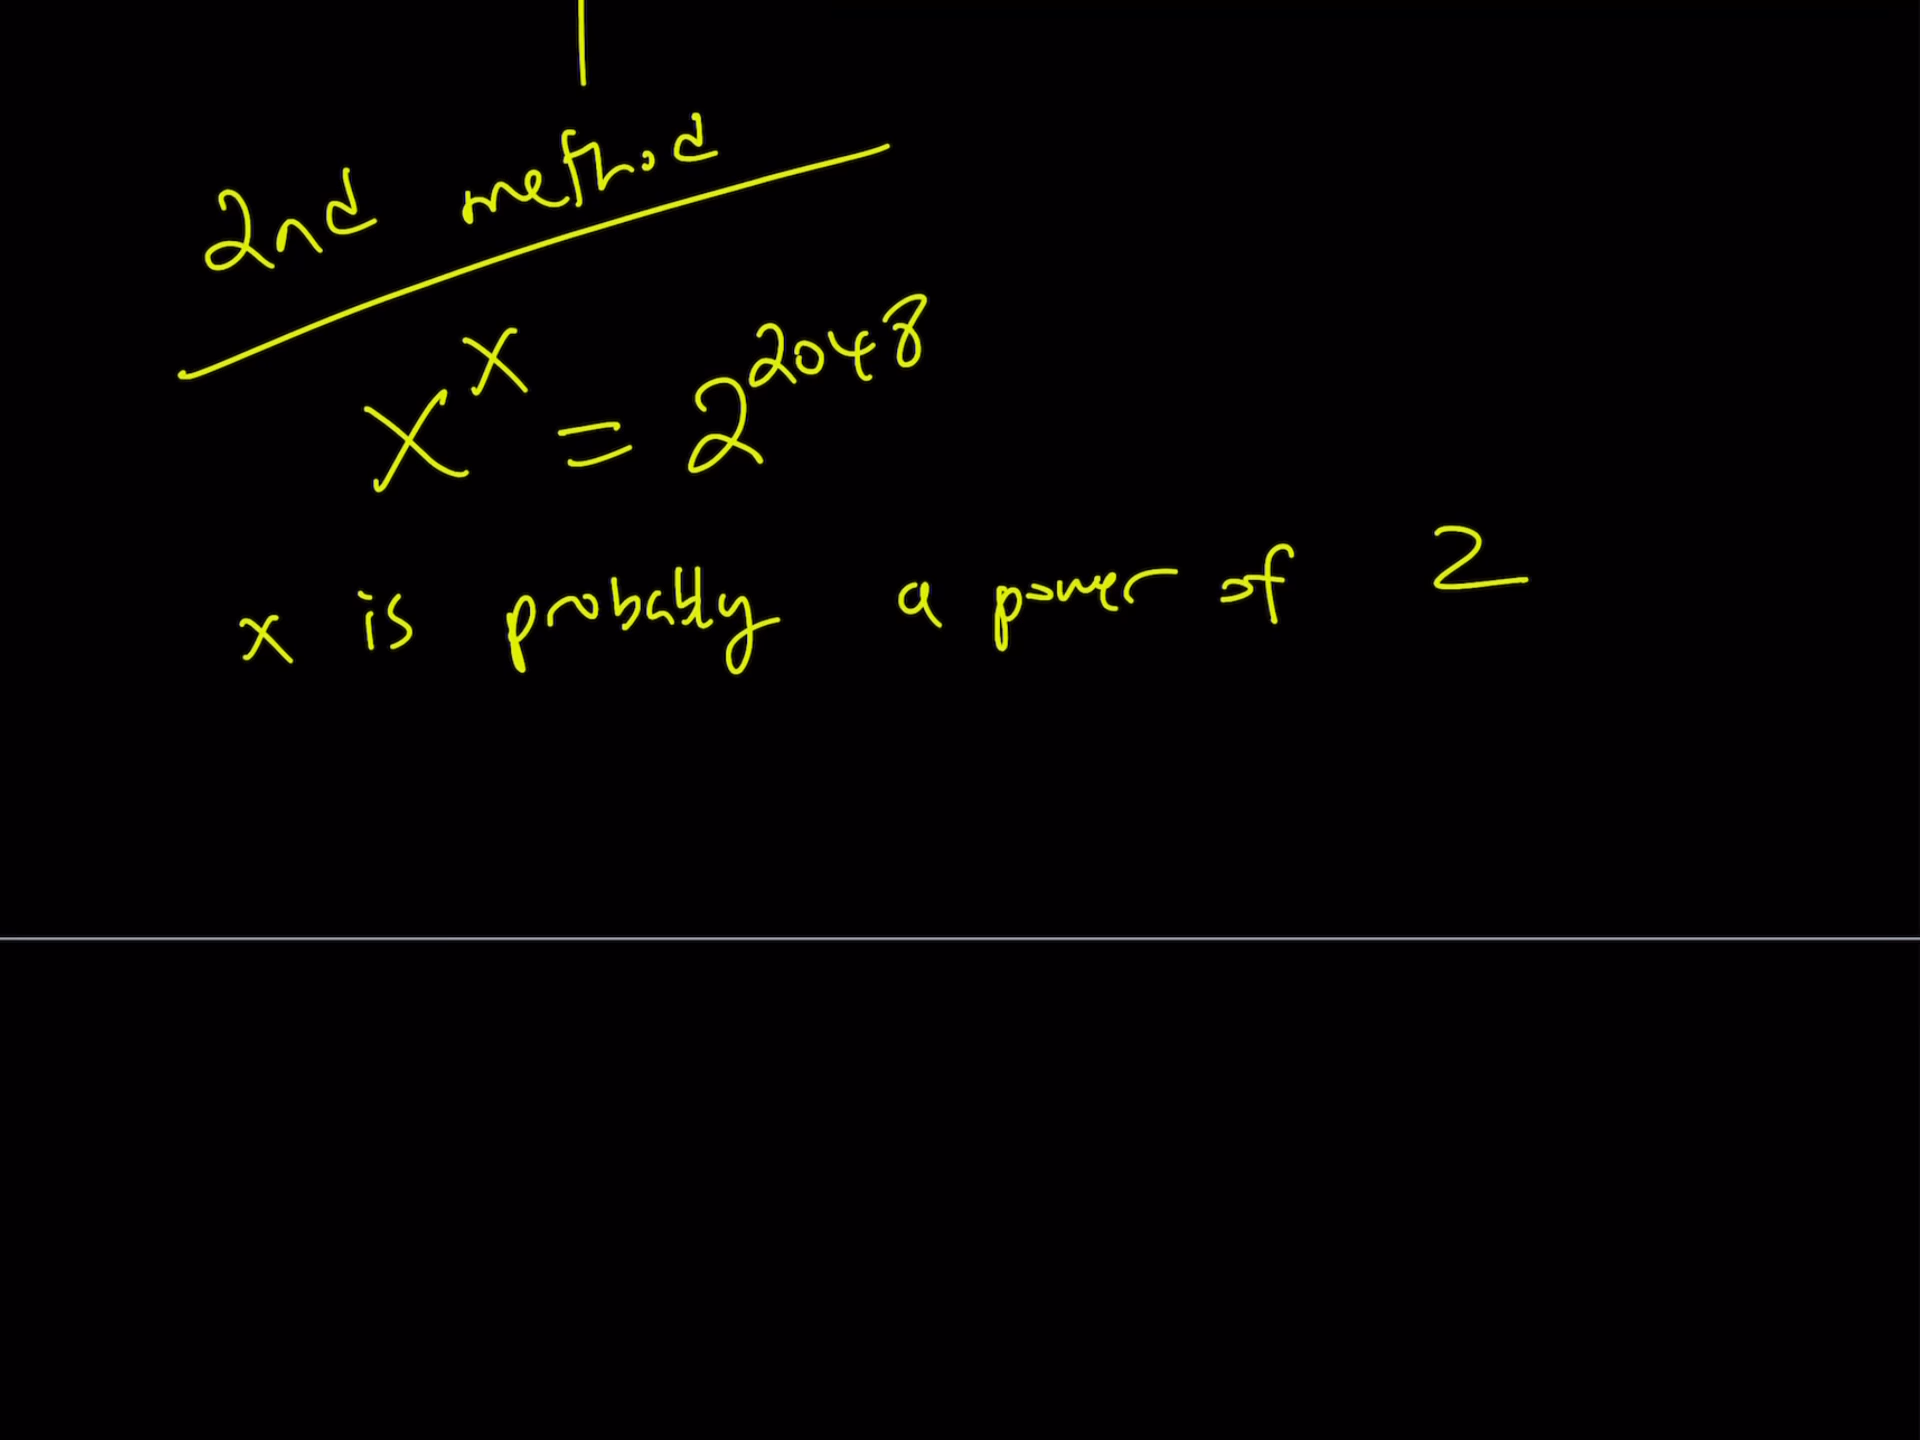 2nd method
x^x = 2^2048
x is probably a power of 2